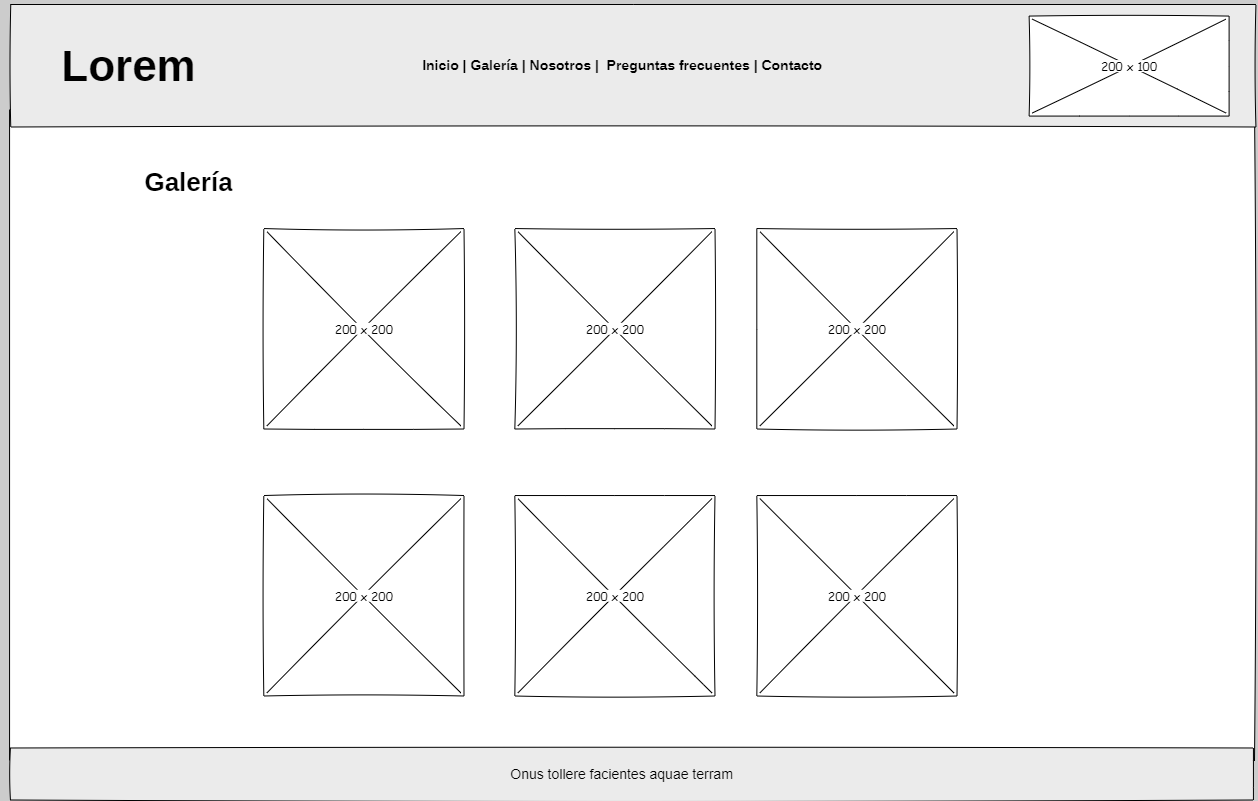 Lorem
Inicio | Galería | Nosotros |  Preguntas frecuentes | Contacto
200 x 100
Galería
200 x 200
200 x 200
200 x 200
200 x 200
200 x 200
200 x 200
Onus tollere facientes aquae terram